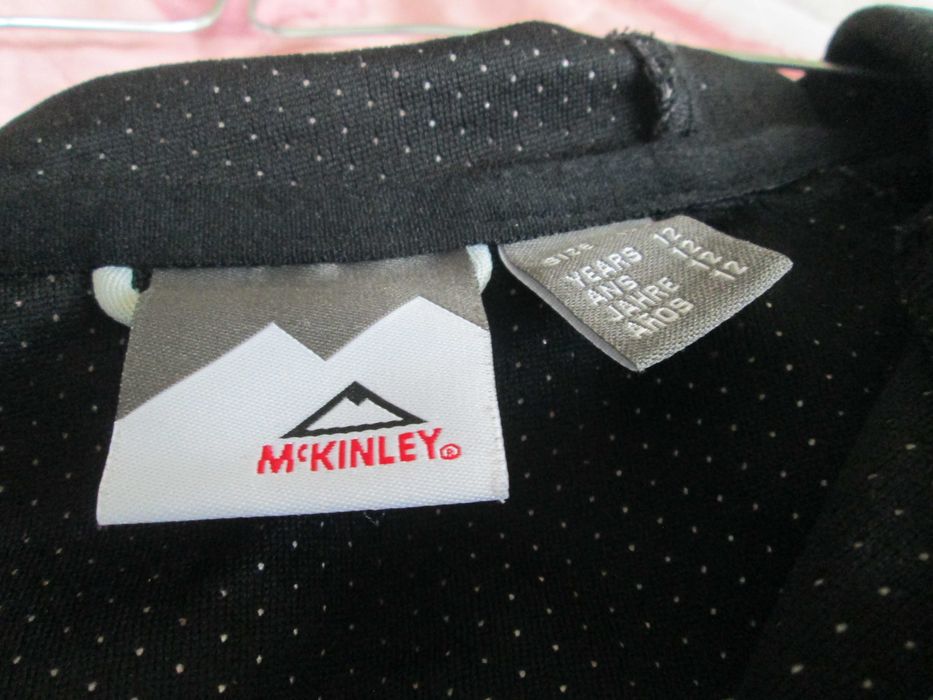 McKINLEY®
SIZE
YEARS 12
ANS 12
JAHRE 12
AÑOS 12